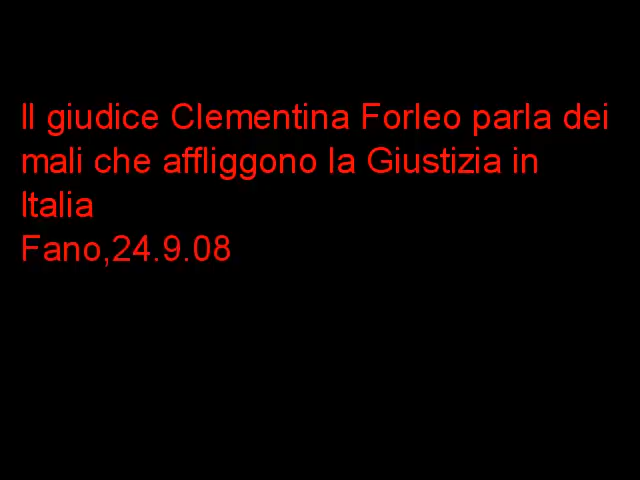 Il giudice Clementina Forleo parla dei
mali che affliggono la Giustizia in
Italia
Fano,24.9.08